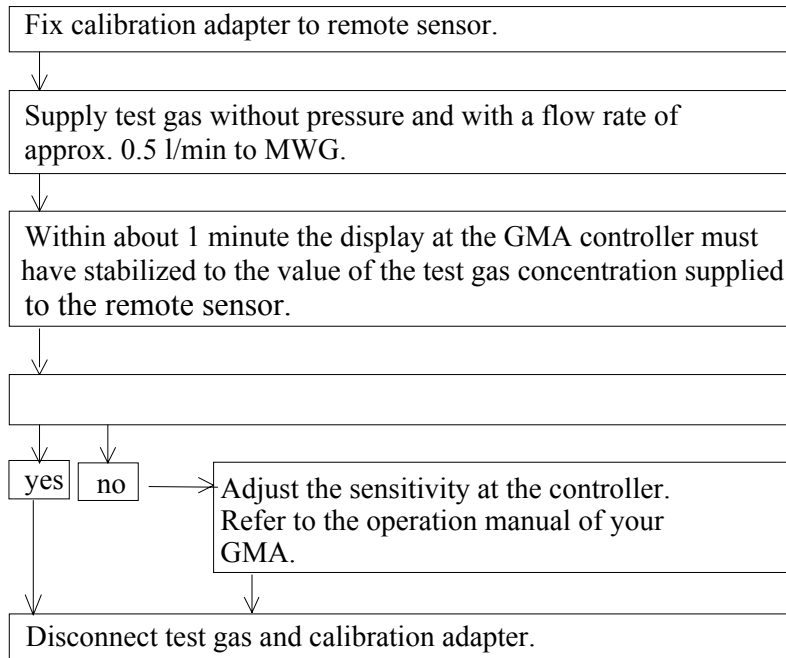 Fix calibration adapter to remote sensor.
Supply test gas without pressure and with a flow rate of
approx. 0.5 l/min to MWG.
Within about 1 minute the display at the GMA controller must
have stabilized to the value of the test gas concentration supplied
to the remote sensor.
yes
no
Adjust the sensitivity at the controller.
Refer to the operation manual of your
GMA.
Disconnect test gas and calibration adapter.